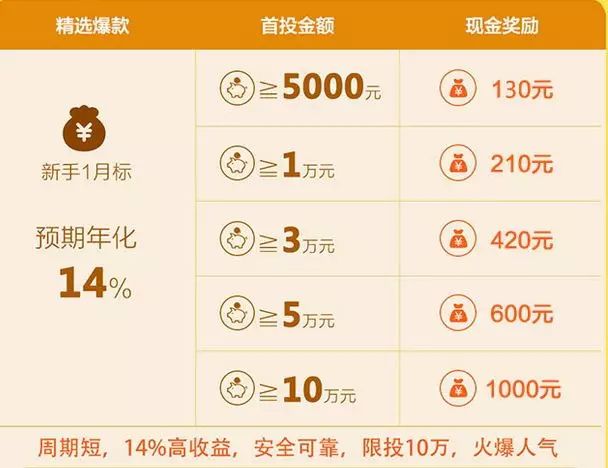 精选爆款 首投金额 现金奖励
¥
新手1月标
预期年化
14%
≧5000元 ¥ 130元
≧1万元 ¥ 210元
≧3万元 ¥ 420元
≧5万元 ¥ 600元
≧10万元 ¥ 1000元
周期短，14%高收益，安全可靠，限投10万，火爆人气